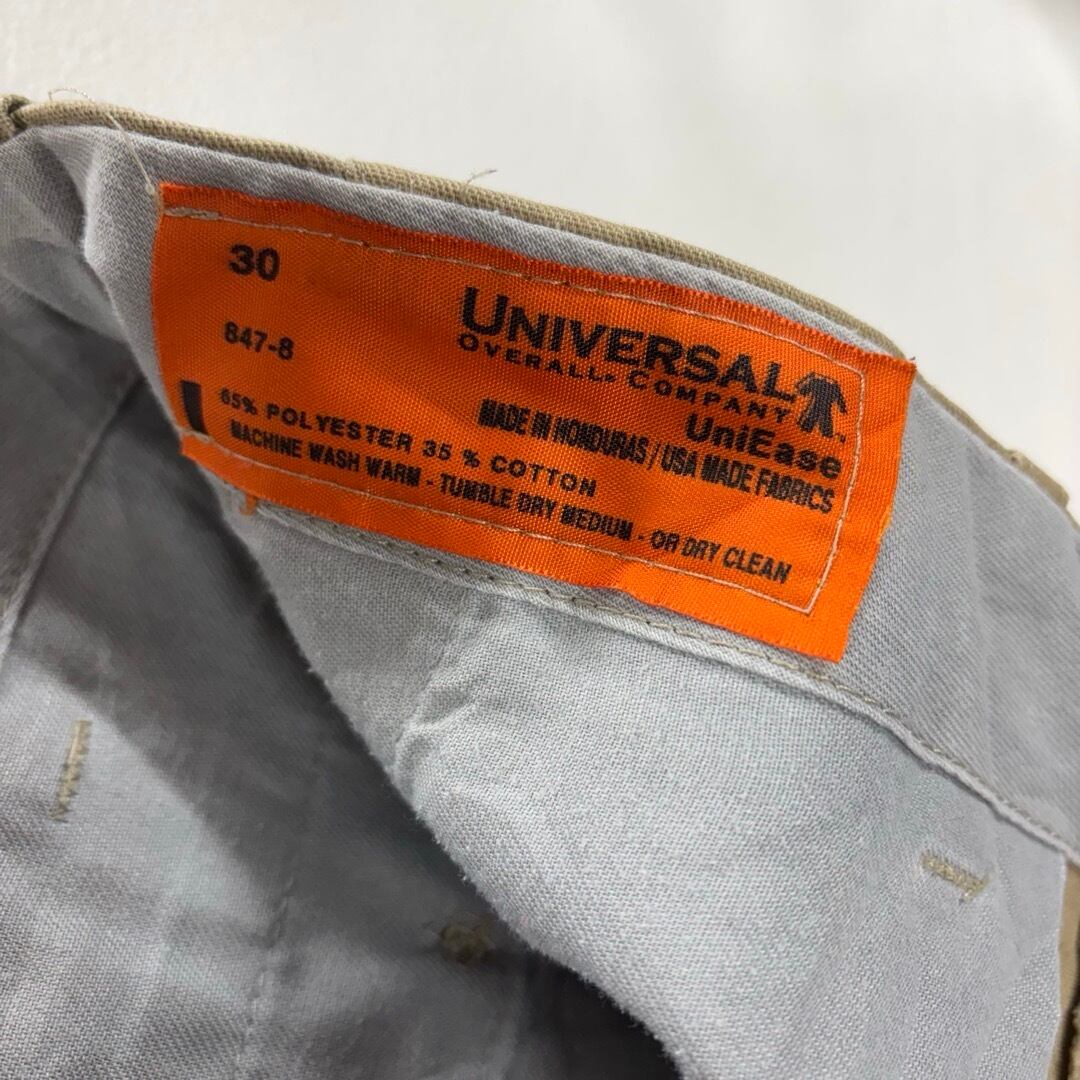 30
847-8
UNIVERSAL
OVERALL® COMPANY
UniEase
MADE IN HONDURAS / USA MADE FABRICS
65% POLYESTER 35 % COTTON
MACHINE WASH WARM - TUMBLE DRY MEDIUM - OR DRY CLEAN